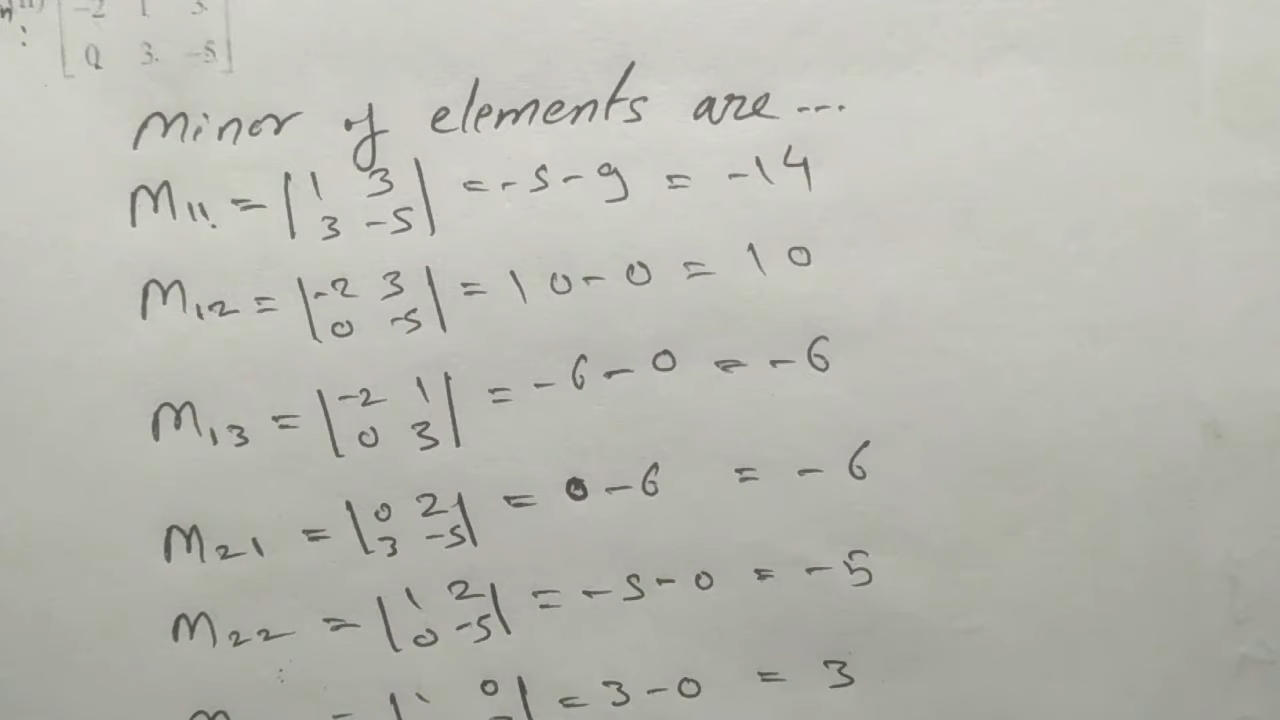 -2 1 3.
0 3. -5
Minor of elements are...
M11. = | 1 3 | = -5 - 9 = -14
3 -5
M12 = | -2 3 | = 10 - 0 = 10
0 -5
M13 = | -2 1 | = -6 - 0 = -6
0 3
M21 = | 0 2 | = 0 - 6 = -6
3 -5
M22 = | 1 2 | = -5 - 0 = -5
0 -5
= | 1 0 | = 3 - 0 = 3